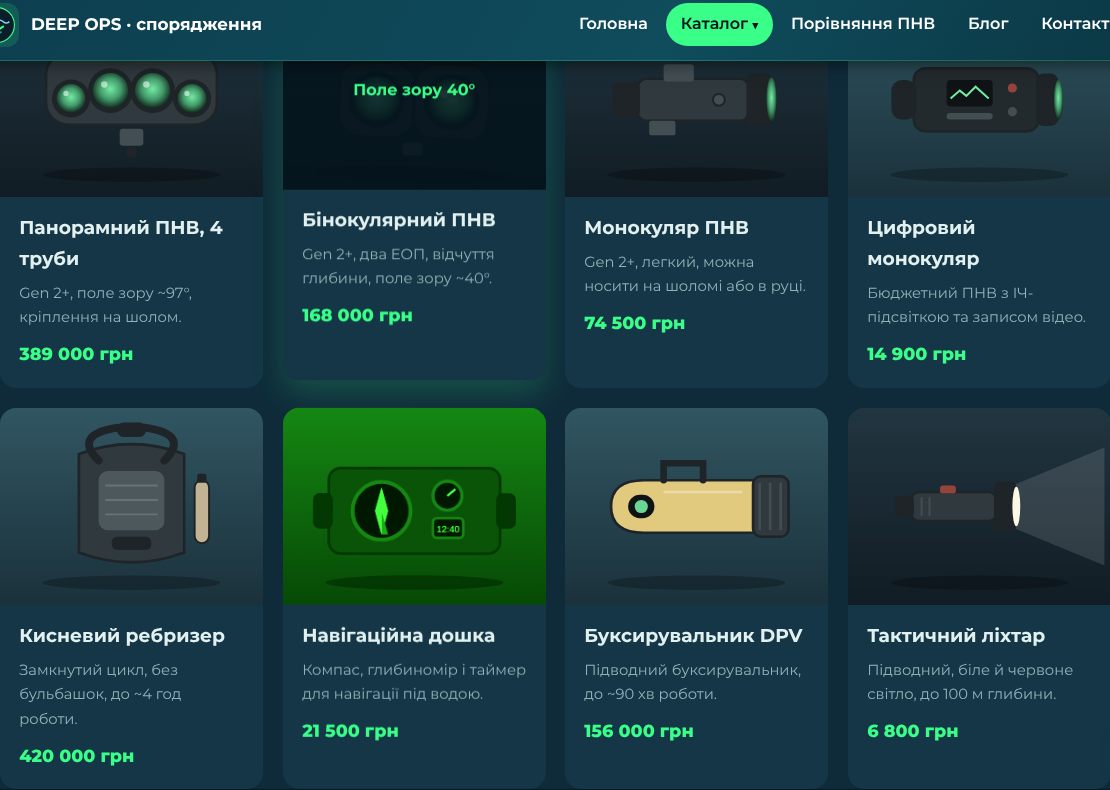 DEEP OPS · спорядження
Головна
Каталог ▾
Порівняння ПНВ
Блог
Контакт
Поле зору 40°
Панорамний ПНВ, 4
труби
Gen 2+, поле зору ~97°,
кріплення на шолом.
389 000 грн
Бінокулярний ПНВ
Gen 2+, два ЕОП, відчуття
глибини, поле зору ~40°.
168 000 грн
Монокуляр ПНВ
Gen 2+, легкий, можна
носити на шоломі або в руці.
74 500 грн
Цифровий
монокуляр
Бюджетний ПНВ з ІЧ-
підсвіткою та записом відео.
14 900 грн
Кисневий ребризер
Замкнутий цикл, без
бульбашок, до ~4 год
роботи.
420 000 грн
12:40
Навігаційна дошка
Компас, глибиномір і таймер
для навігації під водою.
21 500 грн
Буксирувальник DPV
Підводний буксирувальник,
до ~90 хв роботи.
156 000 грн
Тактичний ліхтар
Підводний, біле й червоне
світло, до 100 м глибини.
6 800 грн